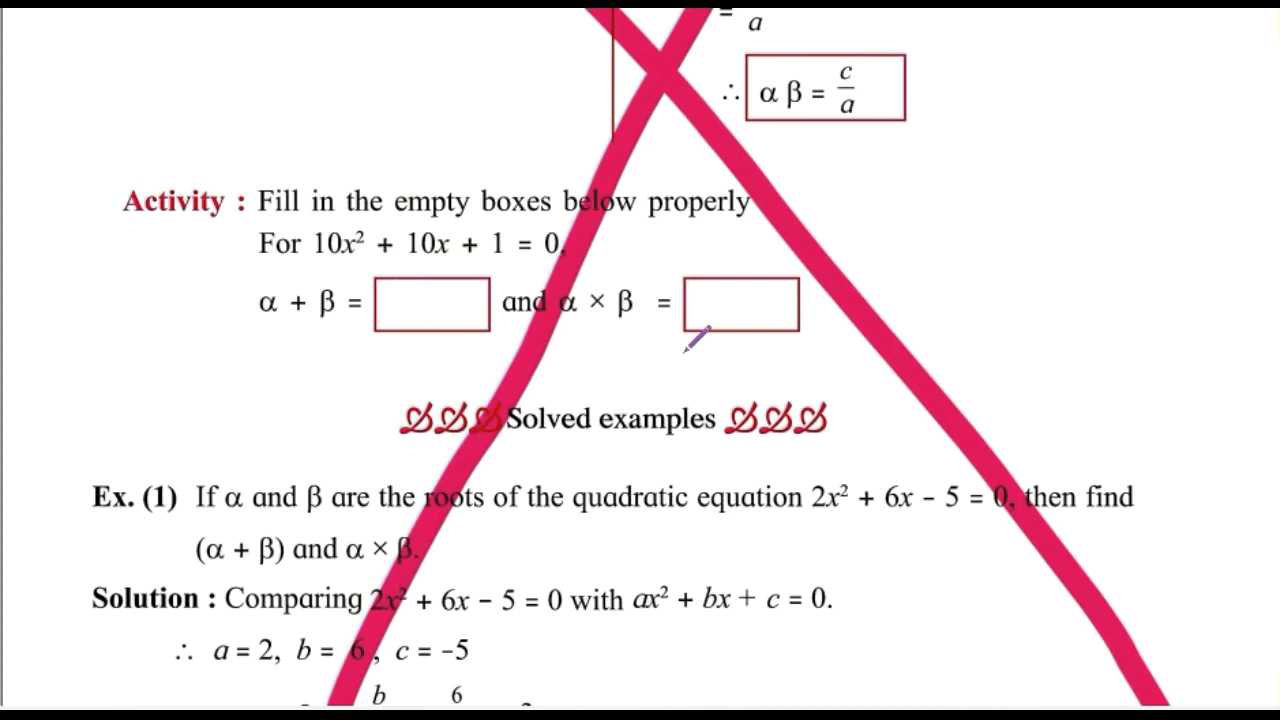 = a
∴ α β = c/a
Activity : Fill in the empty boxes below properly
For 10x² + 10x + 1 = 0,
α + β = and α × β =
Solved examples
Ex. (1) If α and β are the roots of the quadratic equation 2x² + 6x − 5 = 0, then find
(α + β) and α × β.
Solution : Comparing 2x² + 6x − 5 = 0 with ax² + bx + c = 0.
∴ a = 2, b = 6, c = −5
b 6